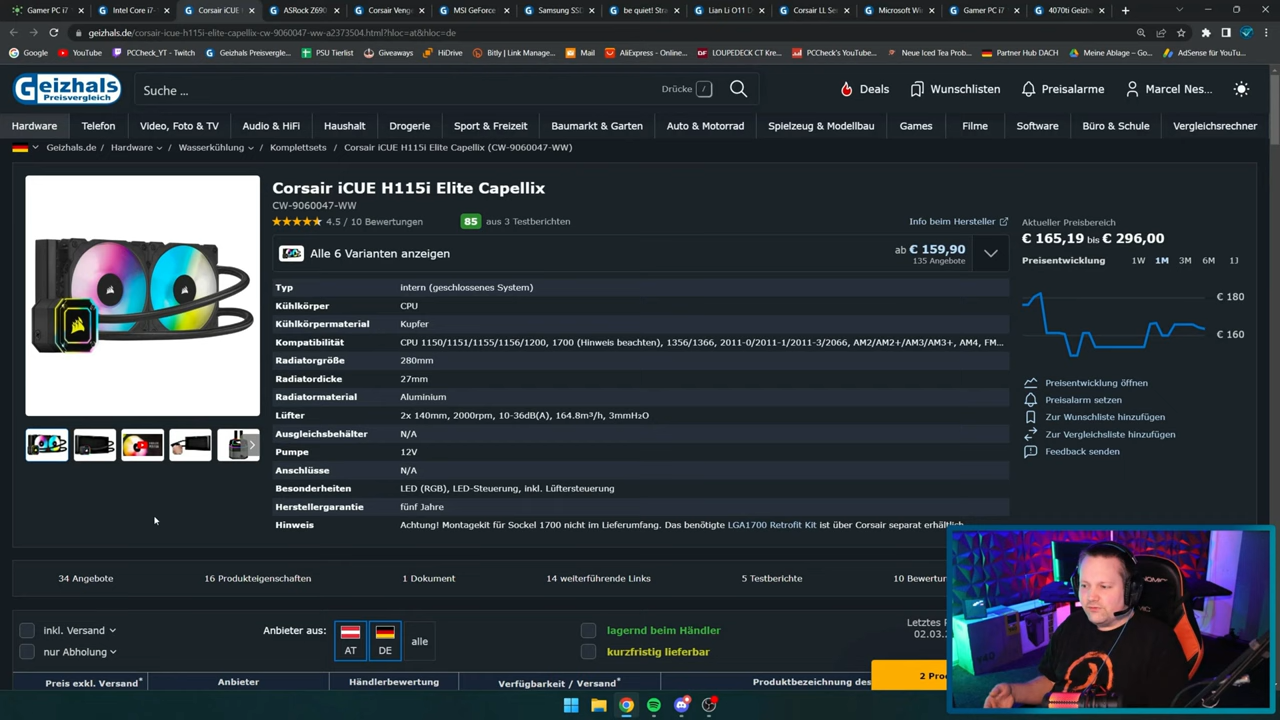 Gamer PC i7
Intel Core i7-
Corsair iCUE
ASRock Z690
Corsair Veng
MSI GeForce
Samsung SSD
be quiet! Stra
Lian Li O11 D
Corsair LL Se
Microsoft Wi
Gamer PC i7
4070ti Geizha
geizhals.de/corsair-icue-h115i-elite-capellix-cw-9060047-ww-a2373504.html?hloc=at&hloc=de
Google
YouTube
PCCheck_YT - Twitch
Geizhals Preisvergle...
PSU Tierlist
Giveaways
HiDrive
Bitly | Link Manage...
Mail
AliExpress - Online...
LOUPEDECK CT Kre...
PCCheck's YouTube...
Neue Iced Tea Prob...
Partner Hub DACH
Meine Ablage – Go...
AdSense für YouTub...
Geizhals
Preisvergleich
Suche ...
Drücke /
Deals
Wunschlisten
Preisalarme
Marcel Nes...
Hardware
Telefon
Video, Foto & TV
Audio & HiFi
Haushalt
Drogerie
Sport & Freizeit
Baumarkt & Garten
Auto & Motorrad
Spielzeug & Modellbau
Games
Filme
Software
Büro & Schule
Vergleichsrechner
Geizhals.de / Hardware / Wasserkühlung / Komplettsets / Corsair iCUE H115i Elite Capellix (CW-9060047-WW)
Corsair iCUE H115i Elite Capellix
CW-9060047-WW
4.5 / 10 Bewertungen
85 aus 3 Testberichten
Info beim Hersteller
Alle 6 Varianten anzeigen
ab € 159,90
135 Angebote
Typ intern (geschlossenes System)
Kühlkörper CPU
Kühlkörpermaterial Kupfer
Kompatibilität CPU 1150/1151/1155/1156/1200, 1700 (Hinweis beachten), 1356/1366, 2011-0/2011-1/2011-3/2066, AM2/AM2+/AM3/AM3+, AM4, FM...
Radiatorgröße 280mm
Radiatordicke 27mm
Radiatormaterial Aluminium
Lüfter 2x 140mm, 2000rpm, 10-36dB(A), 164.8m³/h, 3mmH₂O
Ausgleichsbehälter N/A
Pumpe 12V
Anschlüsse N/A
Besonderheiten LED (RGB), LED-Steuerung, inkl. Lüftersteuerung
Herstellergarantie fünf Jahre
Hinweis Achtung! Montagekit für Sockel 1700 nicht im Lieferumfang. Das benötigte LGA1700 Retrofit Kit ist über Corsair separat erhältlich.
Aktueller Preisbereich
€ 165,19 bis € 296,00
Preisentwicklung 1W 1M 3M 6M 1J
€ 180
€ 160
Preisentwicklung öffnen
Preisalarm setzen
Zur Wunschliste hinzufügen
Zur Vergleichsliste hinzufügen
Feedback senden
34 Angebote
16 Produkteigenschaften
1 Dokument
14 weiterführende Links
5 Testberichte
10 Bewertun
inkl. Versand
nur Abholung
Anbieter aus:
AT
DE
alle
lagernd beim Händler
kurzfristig lieferbar
Letztes
02.03.
Preis exkl. Versand*
Anbieter
Händlerbewertung
Verfügbarkeit / Versand*
Produktbezeichnung des
2 Pro